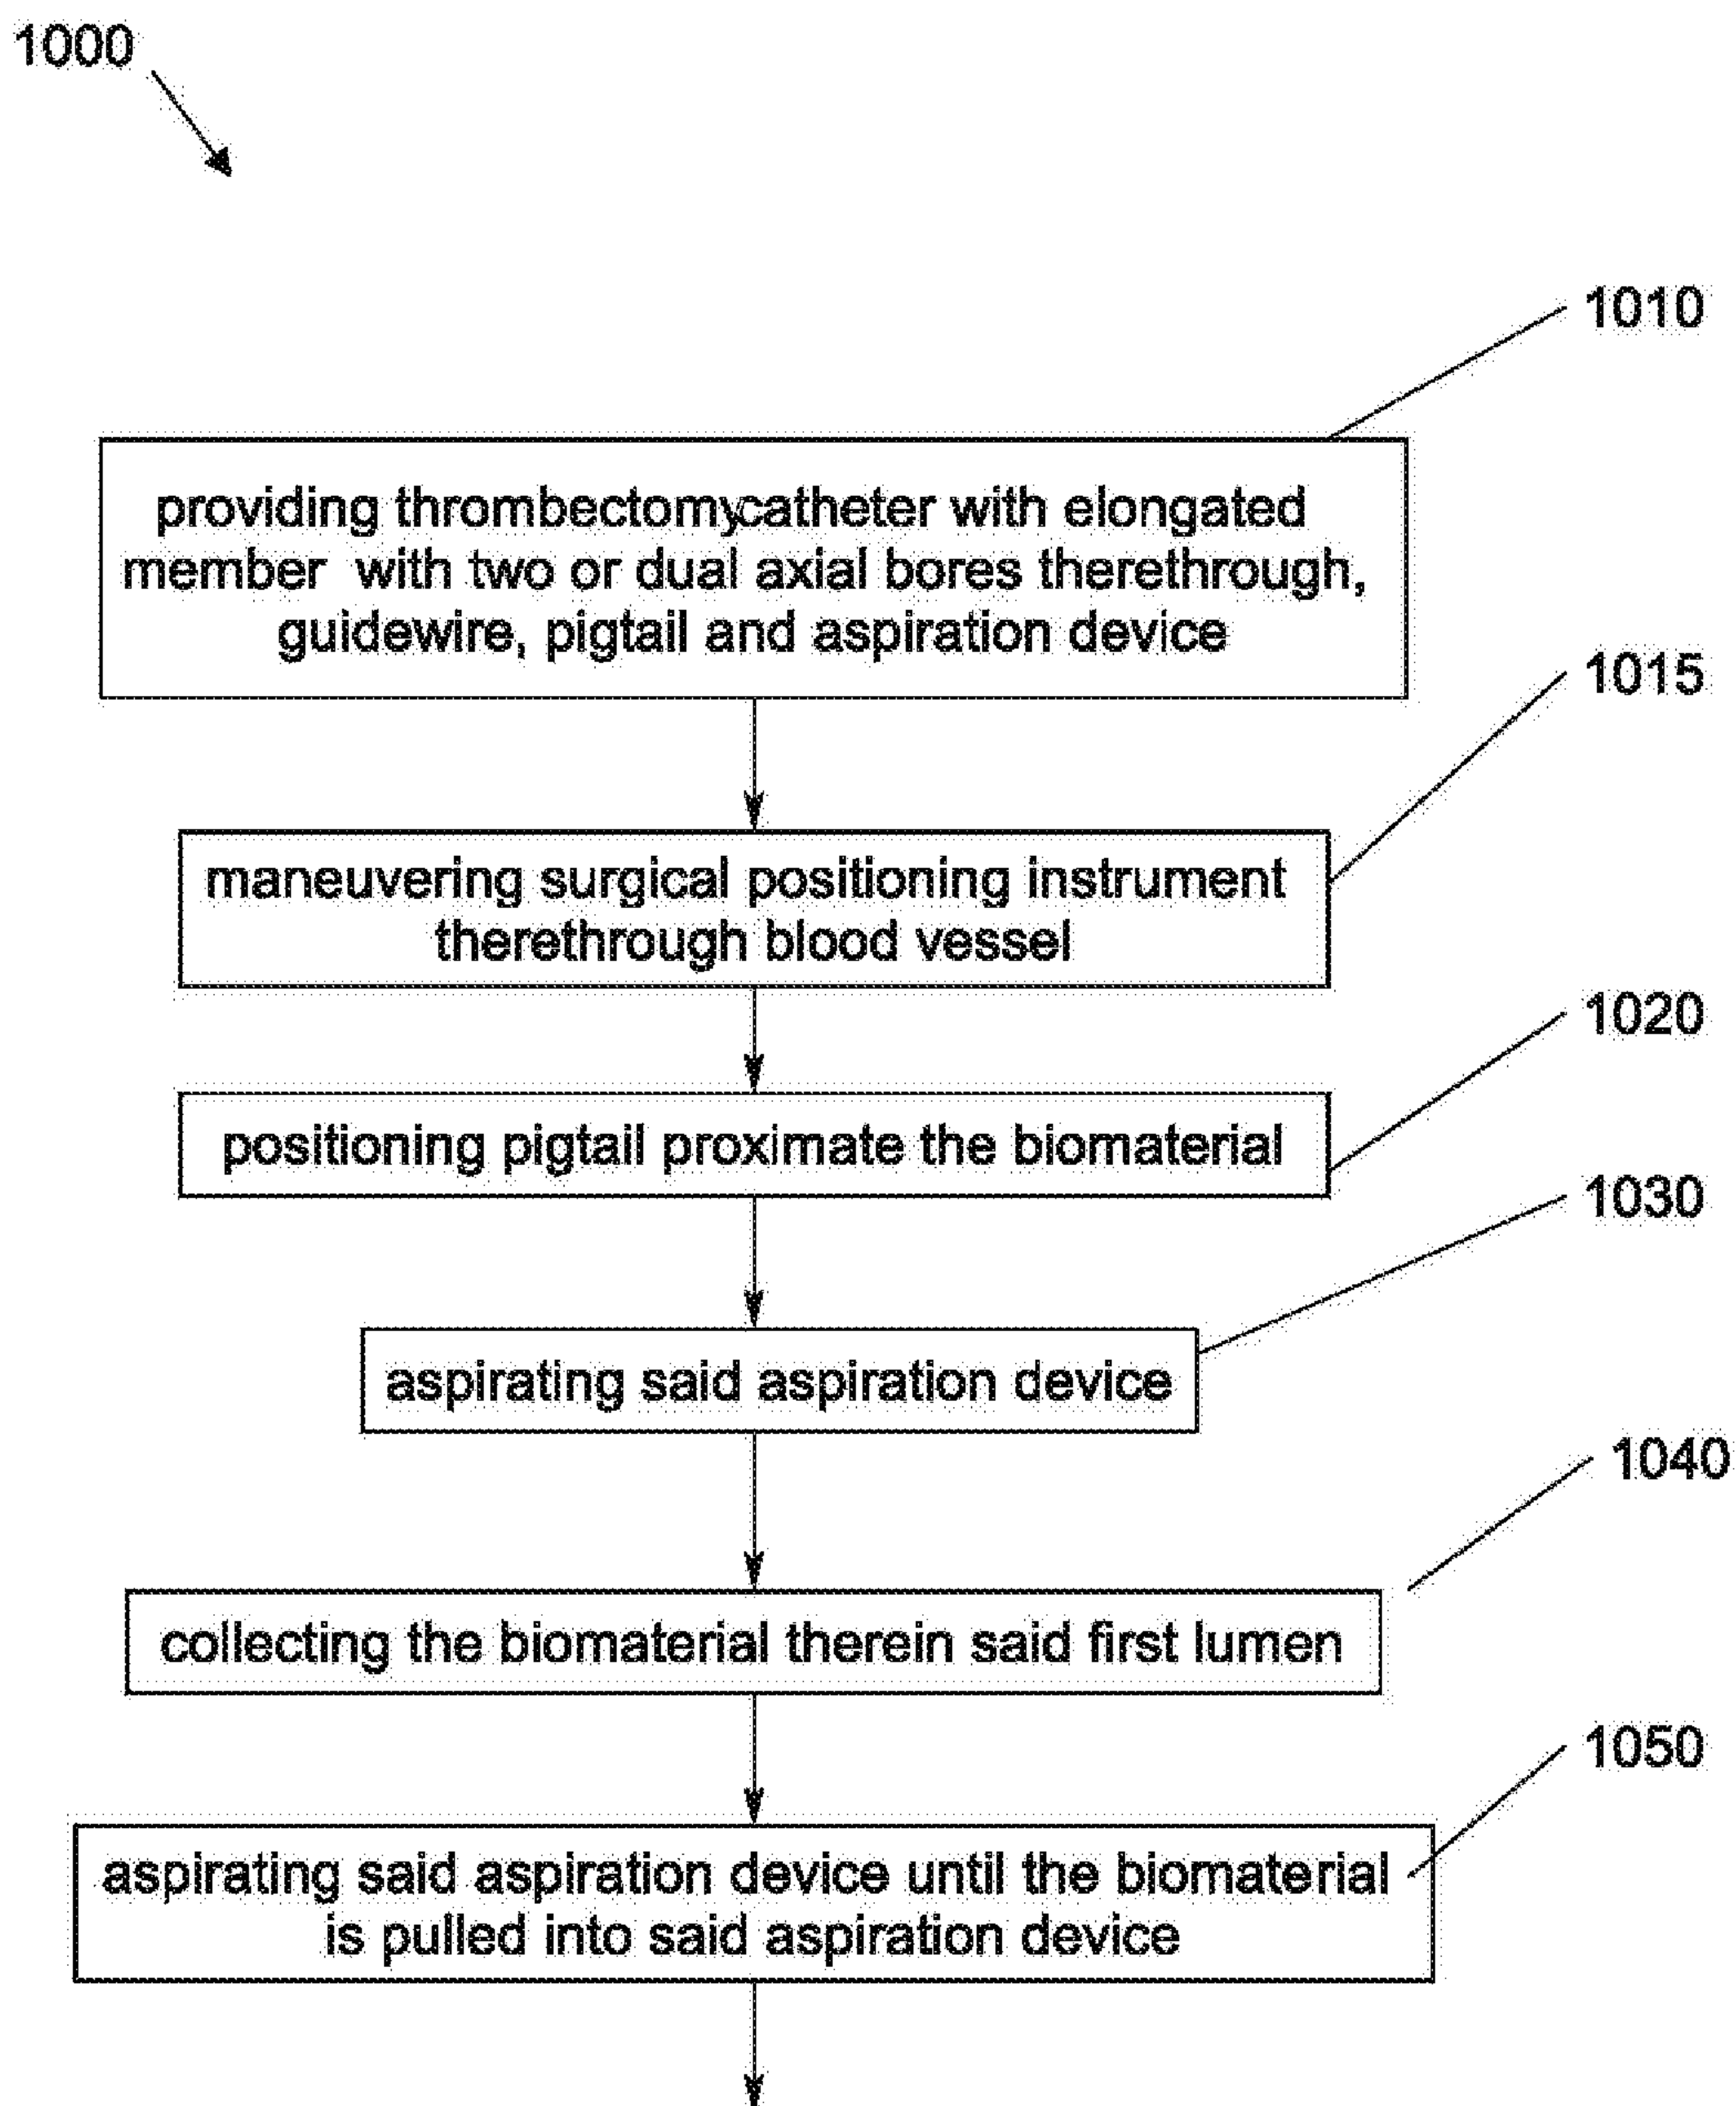 1000
1010
providing thrombectomycatheter with elongated
member with two or dual axial bores therethrough,
guidewire, pigtail and aspiration device
1015
maneuvering surgical positioning instrument
therethrough blood vessel
1020
positioning pigtail proximate the biomaterial
1030
aspirating said aspiration device
1040
collecting the biomaterial therein said first lumen
1050
aspirating said aspiration device until the biomaterial
is pulled into said aspiration device